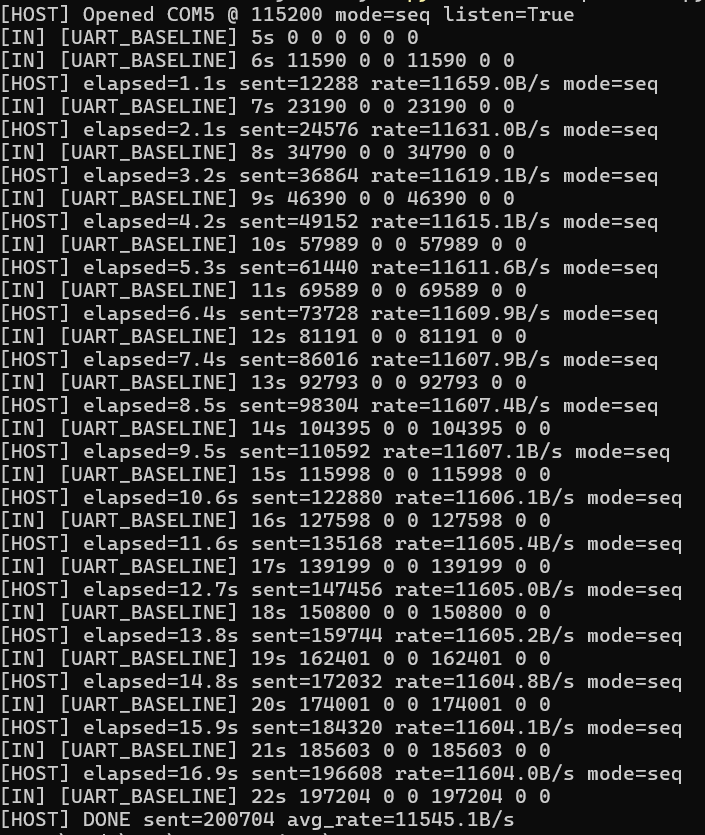 [HOST] Opened COM5 @ 115200 mode=seq listen=True
[IN] [UART_BASELINE] 5s 0 0 0 0 0 0
[IN] [UART_BASELINE] 6s 11590 0 0 11590 0 0
[HOST] elapsed=1.1s sent=12288 rate=11659.0B/s mode=seq
[IN] [UART_BASELINE] 7s 23190 0 0 23190 0 0
[HOST] elapsed=2.1s sent=24576 rate=11631.0B/s mode=seq
[IN] [UART_BASELINE] 8s 34790 0 0 34790 0 0
[HOST] elapsed=3.2s sent=36864 rate=11619.1B/s mode=seq
[IN] [UART_BASELINE] 9s 46390 0 0 46390 0 0
[HOST] elapsed=4.2s sent=49152 rate=11615.1B/s mode=seq
[IN] [UART_BASELINE] 10s 57989 0 0 57989 0 0
[HOST] elapsed=5.3s sent=61440 rate=11611.6B/s mode=seq
[IN] [UART_BASELINE] 11s 69589 0 0 69589 0 0
[HOST] elapsed=6.4s sent=73728 rate=11609.9B/s mode=seq
[IN] [UART_BASELINE] 12s 81191 0 0 81191 0 0
[HOST] elapsed=7.4s sent=86016 rate=11607.9B/s mode=seq
[IN] [UART_BASELINE] 13s 92793 0 0 92793 0 0
[HOST] elapsed=8.5s sent=98304 rate=11607.4B/s mode=seq
[IN] [UART_BASELINE] 14s 104395 0 0 104395 0 0
[HOST] elapsed=9.5s sent=110592 rate=11607.1B/s mode=seq
[IN] [UART_BASELINE] 15s 115998 0 0 115998 0 0
[HOST] elapsed=10.6s sent=122880 rate=11606.1B/s mode=seq
[IN] [UART_BASELINE] 16s 127598 0 0 127598 0 0
[HOST] elapsed=11.6s sent=135168 rate=11605.4B/s mode=seq
[IN] [UART_BASELINE] 17s 139199 0 0 139199 0 0
[HOST] elapsed=12.7s sent=147456 rate=11605.0B/s mode=seq
[IN] [UART_BASELINE] 18s 150800 0 0 150800 0 0
[HOST] elapsed=13.8s sent=159744 rate=11605.2B/s mode=seq
[IN] [UART_BASELINE] 19s 162401 0 0 162401 0 0
[HOST] elapsed=14.8s sent=172032 rate=11604.8B/s mode=seq
[IN] [UART_BASELINE] 20s 174001 0 0 174001 0 0
[HOST] elapsed=15.9s sent=184320 rate=11604.1B/s mode=seq
[IN] [UART_BASELINE] 21s 185603 0 0 185603 0 0
[HOST] elapsed=16.9s sent=196608 rate=11604.0B/s mode=seq
[IN] [UART_BASELINE] 22s 197204 0 0 197204 0 0
[HOST] DONE sent=200704 avg_rate=11545.1B/s